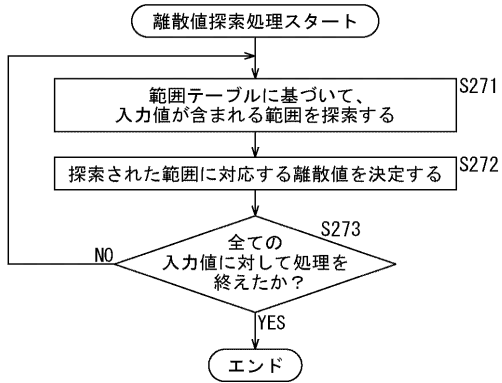 離散値探索処理スタート
S271
範囲テーブルに基づいて、
入力値が含まれる範囲を探索する
S272
探索された範囲に対応する離散値を決定する
S273
全ての
入力値に対して処理を
終えたか？
NO
YES
エンド